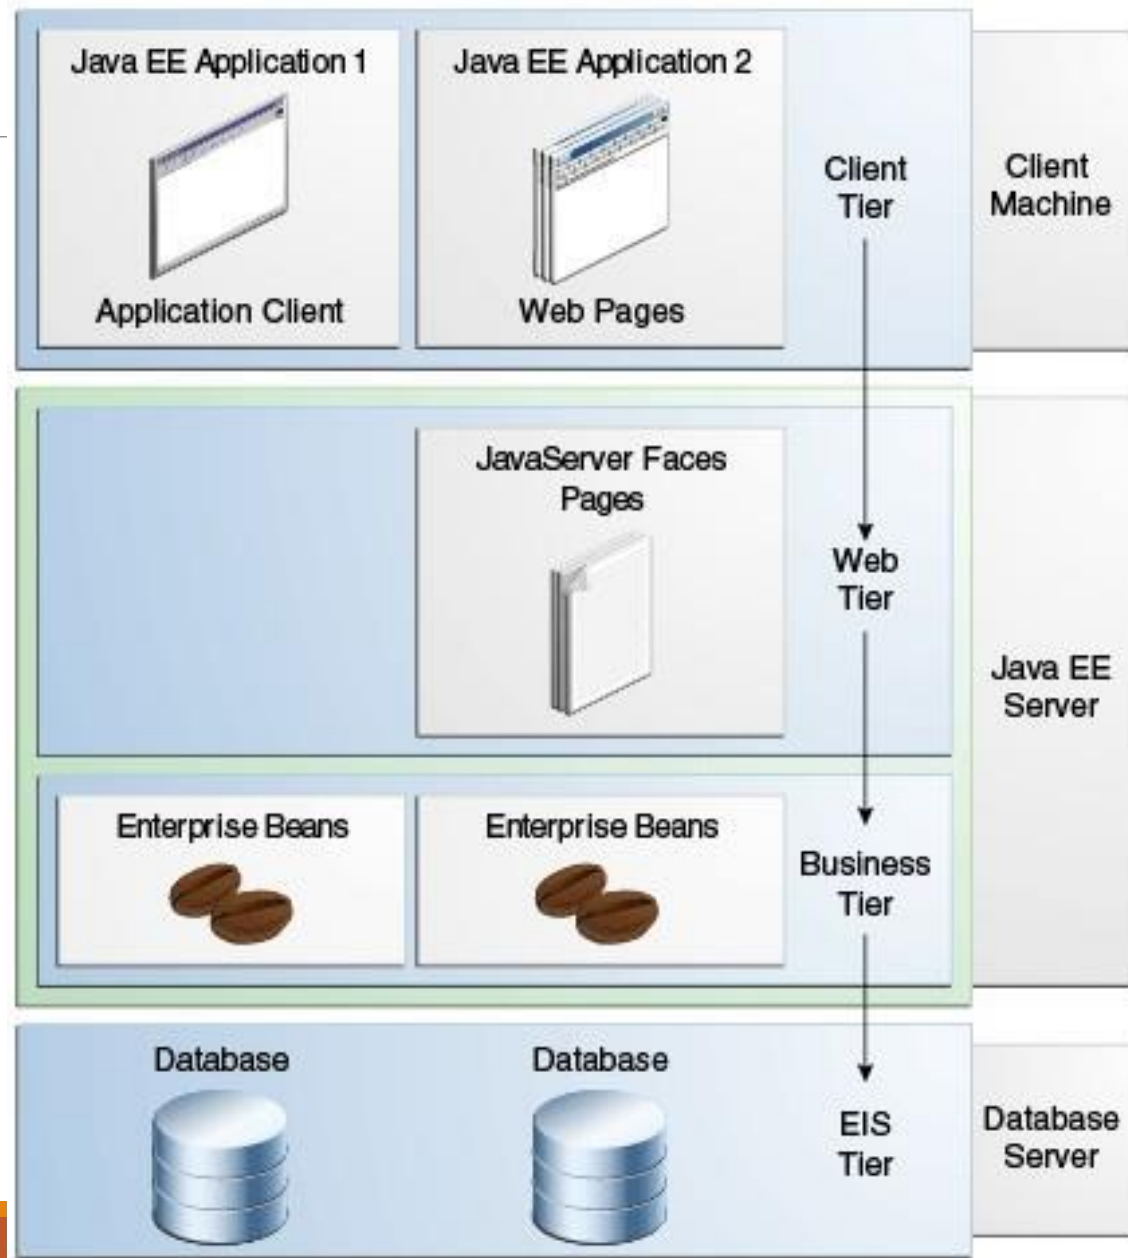 Java EE Application 1
Java EE Application 2
Application Client
Web Pages
Client
Tier
Client
Machine
JavaServer Faces
Pages
Web
Tier
Java EE
Server
Enterprise Beans
Enterprise Beans
Business
Tier
Database
Database
EIS
Tier
Database
Server